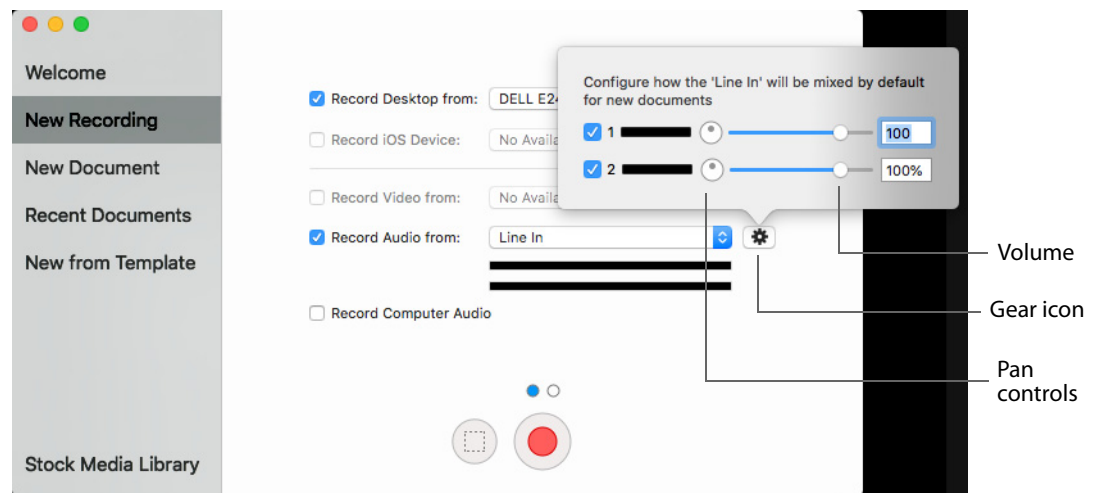 Welcome
New Recording
New Document
Recent Documents
New from Template
Stock Media Library
Record Desktop from:
DELL E24
Record iOS Device:
No Availa
Record Video from:
No Availa
Record Audio from:
Line In
Record Computer Audio
Configure how the 'Line In' will be mixed by default
for new documents
1
100
2
100%
Volume
Gear icon
Pan
controls